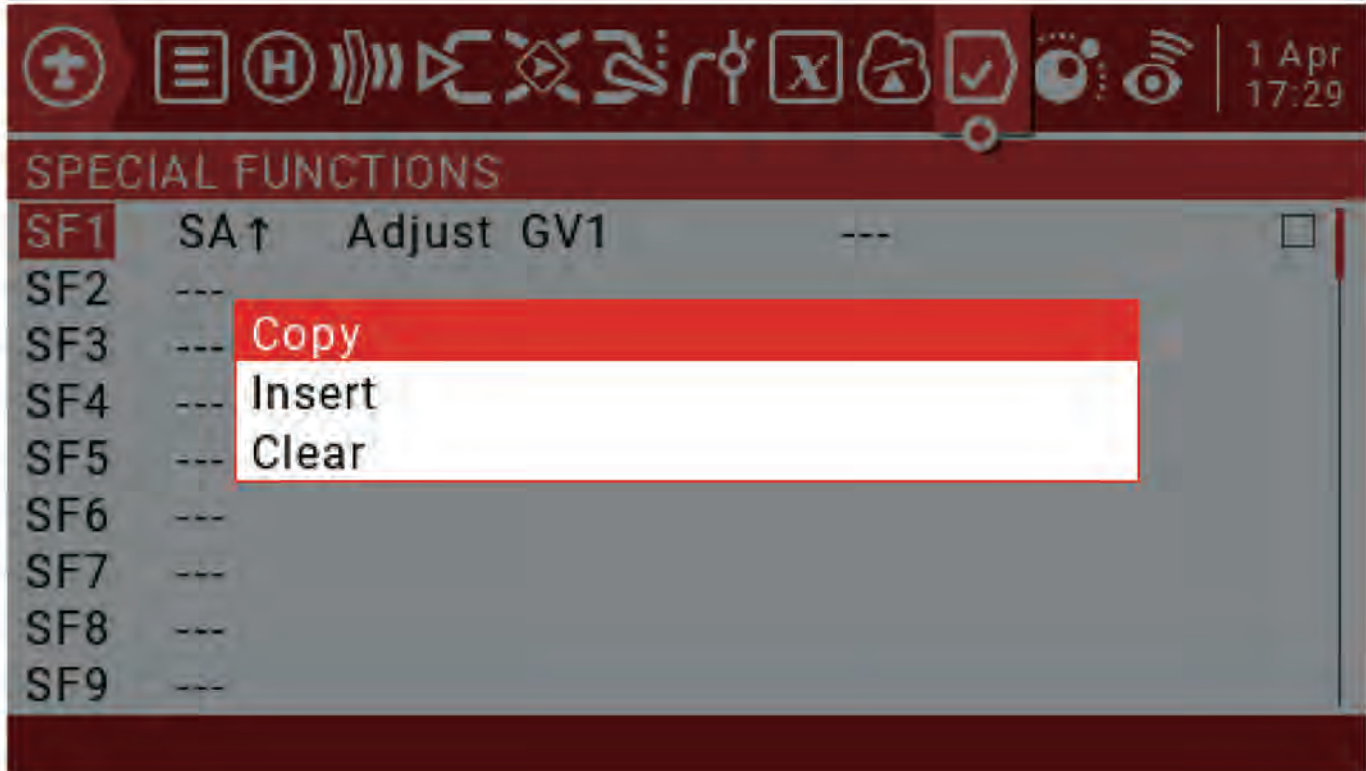 H X 1 Apr
17:29
SPECIAL FUNCTIONS
SF1 SA↑ Adjust GV1 --- 
SF2 ---
SF3 ---
SF4 ---
SF5 ---
SF6 ---
SF7 ---
SF8 ---
SF9 ---
Copy
Insert
Clear